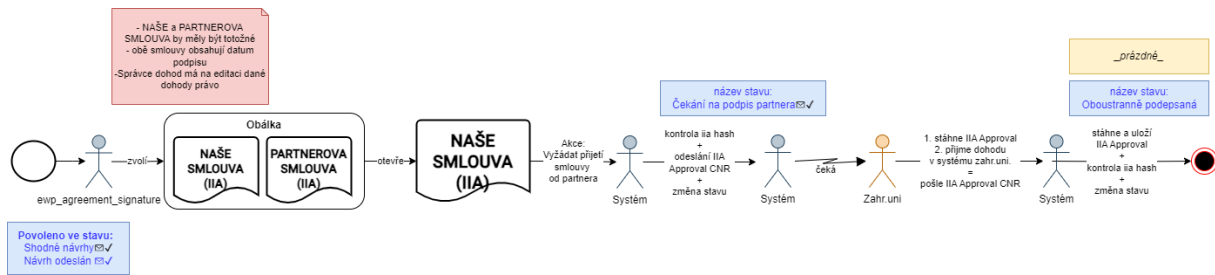 - NAŠE a PARTNEROVA
SMLOUVA by měly být totožné
- obě smlouvy obsahují datum
podpisu
-Správce dohod má na editaci dané
dohody právo
ewp_agreement_signature
Povoleno ve stavu:
Shodné návrhy✉✓
Návrh odeslán ✉✓
zvolí
Obálka
NAŠE
SMLOUVA
(IIA)
PARTNEROVA
SMLOUVA
(IIA)
otevře
NAŠE
SMLOUVA
(IIA)
Akce:
Vyžádat přijetí
smlouvy
od partnera
Systém
název stavu:
Čekání na podpis partnera✉✓
kontrola iia hash
+
odeslání IIA
Approval CNR
+
změna stavu
Systém
čeká
Zahr.uni
1. stáhne IIA Approval
2. přijme dohodu
v systému zahr.uni.
=
pošle IIA Approval CNR
Systém
_prázdné_
název stavu:
Oboustranně podepsaná
stáhne a uloží
IIA Approval
+
kontrola iia hash
+
změna stavu